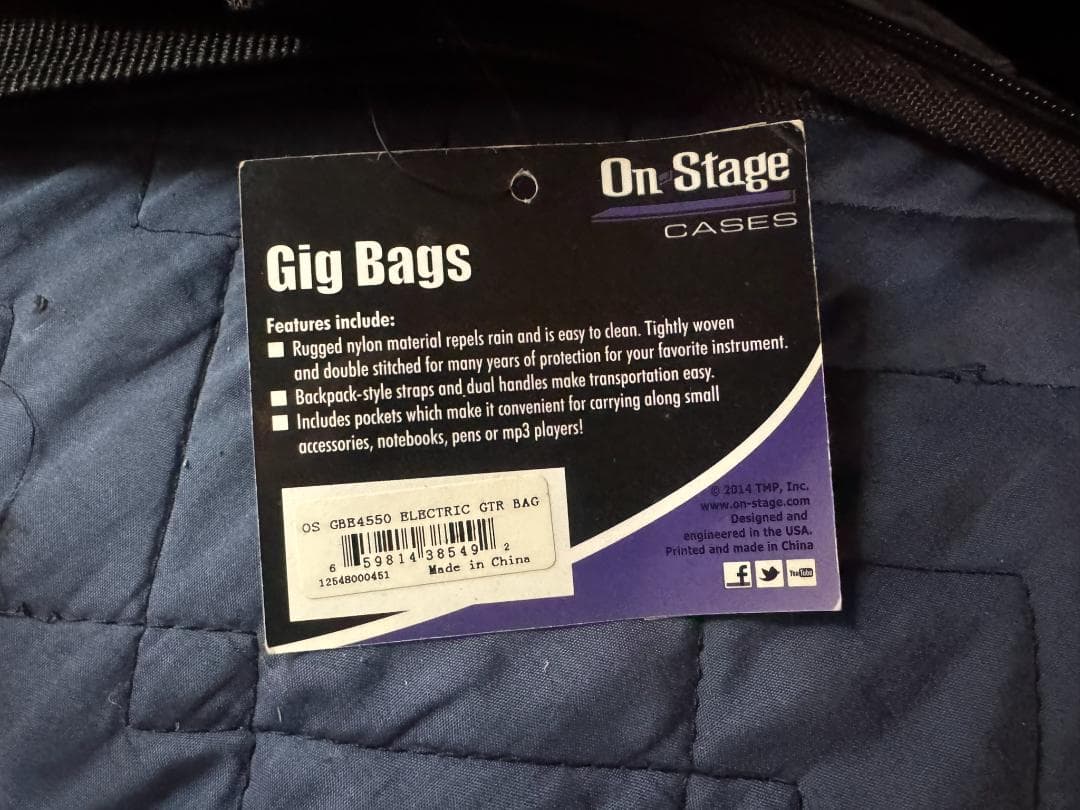 On-Stage
CASES
Gig Bags
Features include:
Rugged nylon material repels rain and is easy to clean. Tightly woven
and double stitched for many years of protection for your favorite instrument.
Backpack-style straps and dual handles make transportation easy.
Includes pockets which make it convenient for carrying along small
accessories, notebooks, pens or mp3 players!
OS GBE4550 ELECTRIC GTR BAG
6 59814 38549 2
12548000451 Made in China
© 2014 TMP, Inc.
www.on-stage.com
Designed and
engineered in the USA.
Printed and made in China
f YouTube